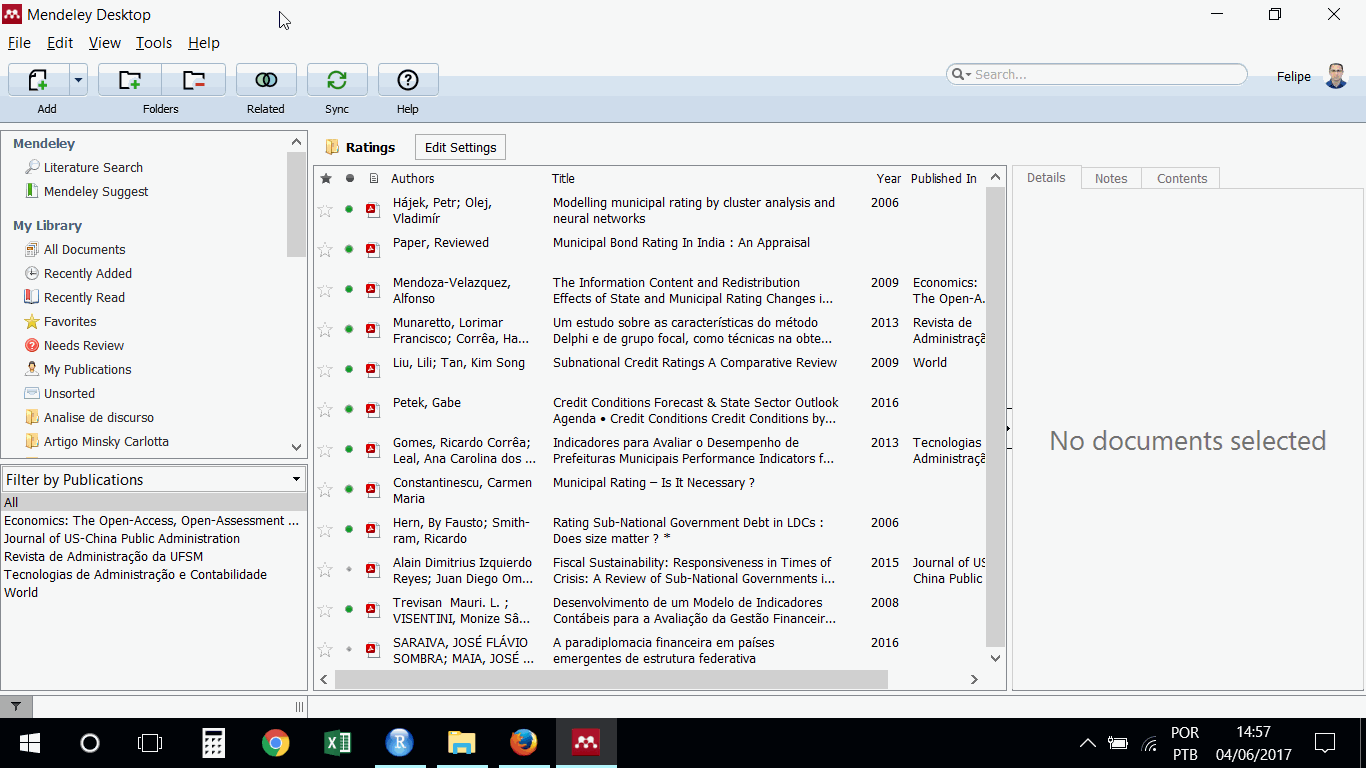 Mendeley Desktop
File Edit View Tools Help
Search...
Felipe
Add Folders Related Sync Help
Mendeley
Literature Search
Mendeley Suggest
My Library
All Documents
Recently Added
Recently Read
Favorites
Needs Review
My Publications
Unsorted
Analise de discurso
Artigo Minsky Carlotta
Filter by Publications
All
Economics: The Open-Access, Open-Assessment ...
Journal of US-China Public Administration
Revista de Administração da UFSM
Tecnologias de Administração e Contabilidade
World
Ratings Edit Settings
Authors Title Year Published In
Hájek, Petr; Olej, Modelling municipal rating by cluster analysis and 2006
Vladimír neural networks
Paper, Reviewed Municipal Bond Rating In India : An Appraisal
Mendoza-Velazquez, The Information Content and Redistribution 2009 Economics:
Alfonso Effects of State and Municipal Rating Changes i... The Open-A.
Munaretto, Lorimar Um estudo sobre as características do método 2013 Revista de
Francisco; Corrêa, Ha... Delphi e de grupo focal, como técnicas na obte... Administraçã
Liu, Lili; Tan, Kim Song Subnational Credit Ratings A Comparative Review 2009 World
Petek, Gabe Credit Conditions Forecast & State Sector Outlook 2016
Agenda • Credit Conditions Credit Conditions by...
Gomes, Ricardo Corrêa; Indicadores para Avaliar o Desempenho de 2013 Tecnologias
Leal, Ana Carolina dos ... Prefeituras Municipais Performance Indicators f... Administraçã
Constantinescu, Carmen Municipal Rating – Is It Necessary ?
Maria
Hern, By Fausto; Smith- Rating Sub-National Government Debt in LDCs : 2006
ram, Ricardo Does size matter ? *
Alain Dimitrius Izquierdo Fiscal Sustainability: Responsiveness in Times of 2015 Journal of US
Reyes; Juan Diego Om... Crisis: A Review of Sub-National Governments i... China Public
Trevisan Mauri. L. ; Desenvolvimento de um Modelo de Indicadores 2008
VISENTINI, Monize Sâ... Contábeis para a Avaliação da Gestão Financeir...
SARAIVA, JOSÉ FLÁVIO A paradiplomacia financeira em países 2016
SOMBRA; MAIA, JOSÉ ... emergentes de estrutura federativa
Details Notes Contents
No documents selected
POR 14:57
PTB 04/06/2017